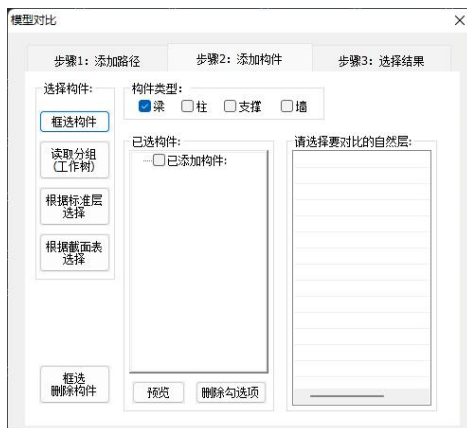 模型对比
步骤1: 添加路径
步骤2: 添加构件
步骤3: 选择结果
选择构件:
框选构件
读取分组
(工作树)
根据标准层
选择
根据截面表
选择
框选
删除构件
构件类型:
梁 柱 支撑 墙
已选构件:
已添加构件:
预览 删除勾选项
请选择要对比的自然层: